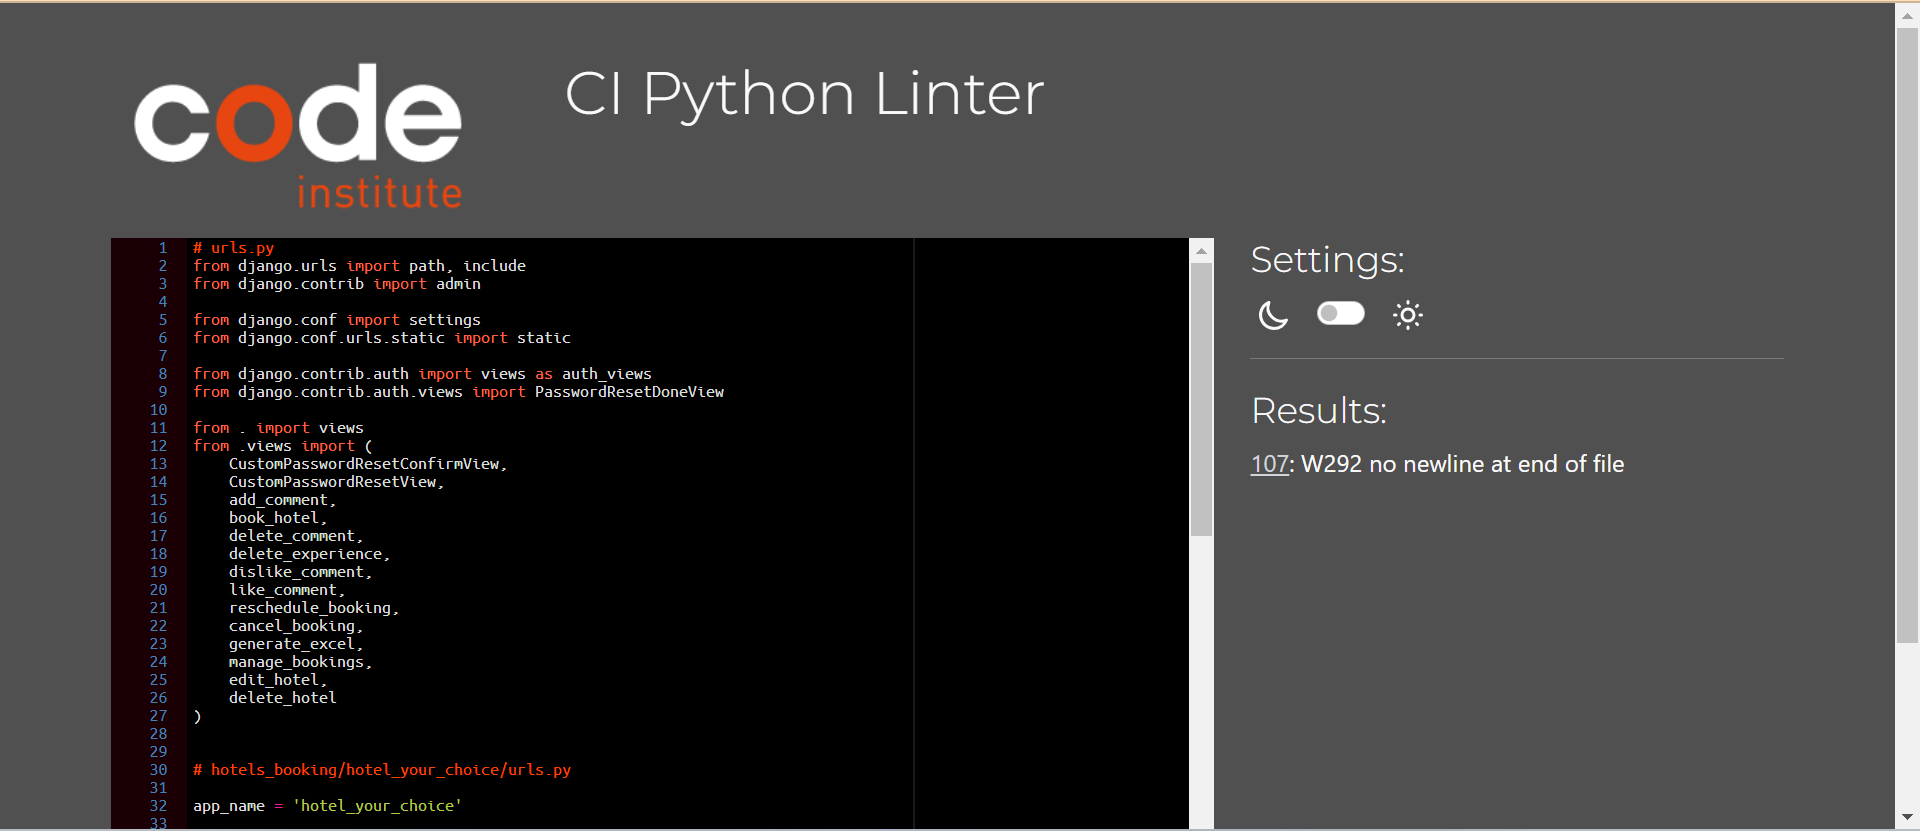 code
institute
CI Python Linter
1 # urls.py
2 from django.urls import path, include
3 from django.contrib import admin
4
5 from django.conf import settings
6 from django.conf.urls.static import static
7
8 from django.contrib.auth import views as auth_views
9 from django.contrib.auth.views import PasswordResetDoneView
10
11 from . import views
12 from .views import (
13     CustomPasswordResetConfirmView,
14     CustomPasswordResetView,
15     add_comment,
16     book_hotel,
17     delete_comment,
18     delete_experience,
19     dislike_comment,
20     like_comment,
21     reschedule_booking,
22     cancel_booking,
23     generate_excel,
24     manage_bookings,
25     edit_hotel,
26     delete_hotel
27 )
28
29
30 # hotels_booking/hotel_your_choice/urls.py
31
32 app_name = 'hotel_your_choice'
33
Settings:
Results:
107: W292 no newline at end of file